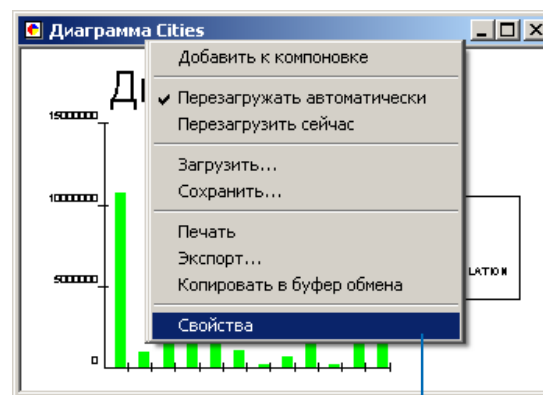 Диаграмма Cities
Добавить к компоновке
Перезагружать автоматически
Перезагрузить сейчас
Загрузить...
Сохранить...
Печать
Экспорт...
Копировать в буфер обмена
Свойства
Ди
15000000
10000000
5000000
0
LATION